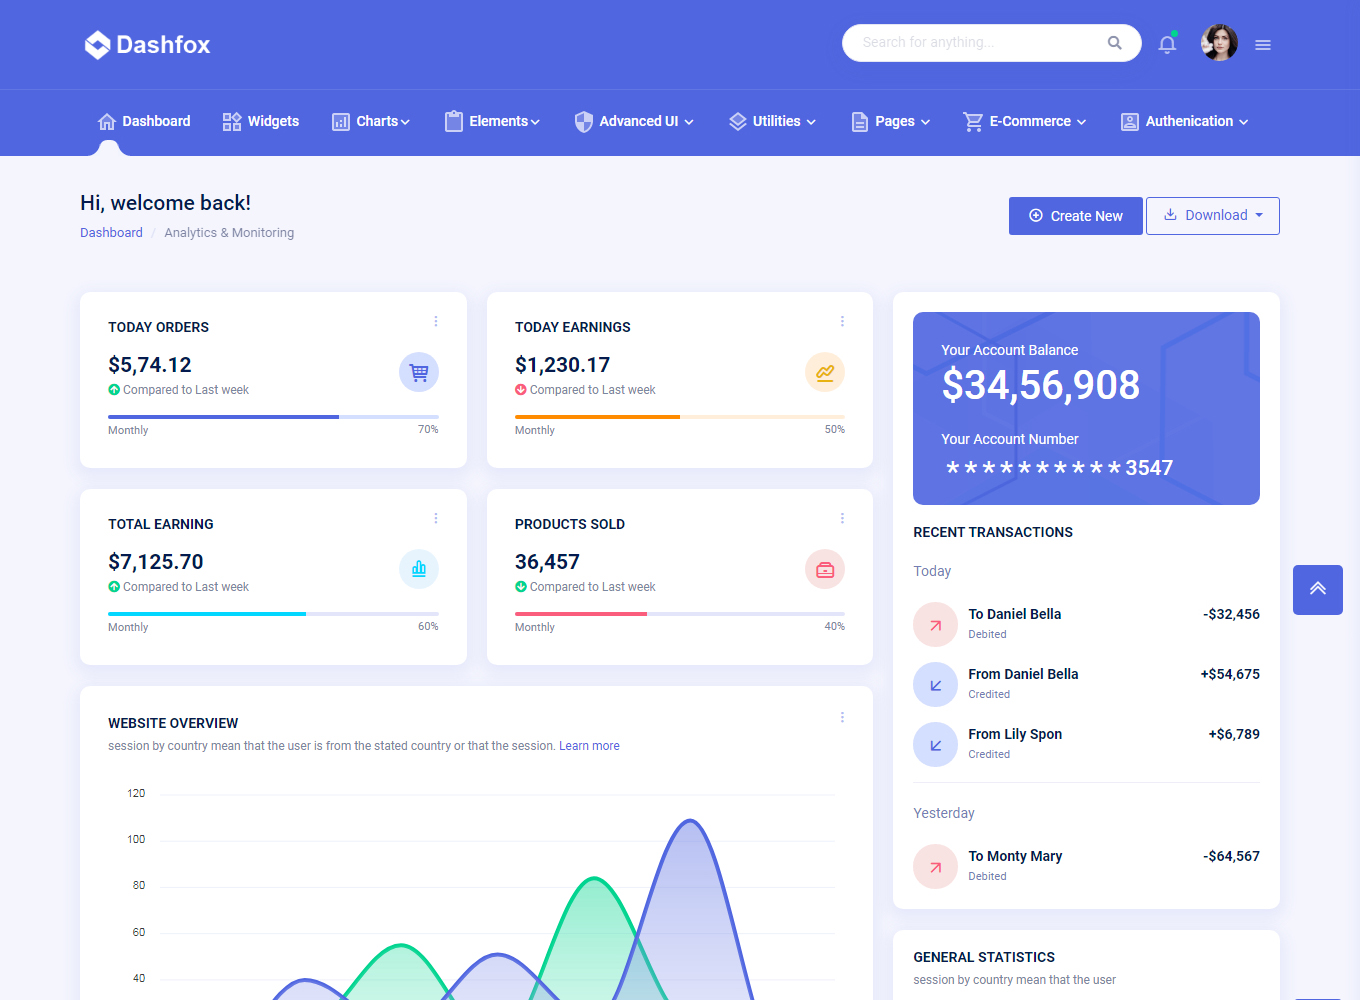 Dashfox
Search for anything...
Dashboard
Widgets
Charts
Elements
Advanced UI
Utilities
Pages
E-Commerce
Authenication
Hi, welcome back!
Dashboard / Analytics & Monitoring
Create New
Download
TODAY ORDERS
$5,74.12
Compared to Last week
Monthly 70%
TODAY EARNINGS
$1,230.17
Compared to Last week
Monthly 50%
TOTAL EARNING
$7,125.70
Compared to Last week
Monthly 60%
PRODUCTS SOLD
36,457
Compared to Last week
Monthly 40%
WEBSITE OVERVIEW
session by country mean that the user is from the stated country or that the session. Learn more
120
100
80
60
40
Your Account Balance
$34,56,908
Your Account Number
**********3547
RECENT TRANSACTIONS
Today
To Daniel Bella -$32,456
Debited
From Daniel Bella +$54,675
Credited
From Lily Spon +$6,789
Credited
Yesterday
To Monty Mary -$64,567
Debited
GENERAL STATISTICS
session by country mean that the user